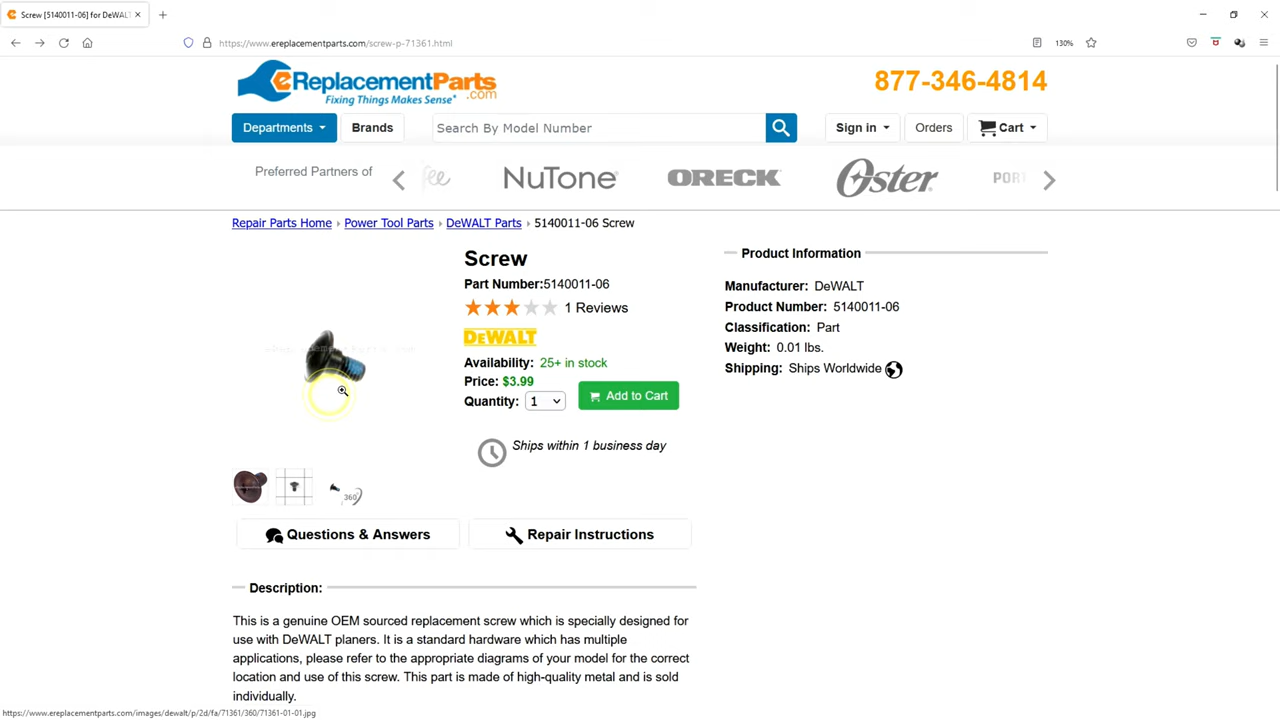 Screw [5140011-06] for DeWALT
https://www.ereplacementparts.com/screw-p-71361.html
130%
eReplacementParts.com
Fixing Things Makes Sense
877-346-4814
Departments
Brands
Search By Model Number
Sign in
Orders
Cart
Preferred Partners of
NuTone
ORECK
Oster
POR
Repair Parts Home
Power Tool Parts
DeWALT Parts
5140011-06 Screw
Screw
Part Number:5140011-06
1 Reviews
DEWALT
Availability: 25+ in stock
Price: $3.99
Quantity: 1
Add to Cart
Ships within 1 business day
360
Product Information
Manufacturer: DeWALT
Product Number: 5140011-06
Classification: Part
Weight: 0.01 lbs.
Shipping: Ships Worldwide
Questions & Answers
Repair Instructions
Description:
This is a genuine OEM sourced replacement screw which is specially designed for
use with DeWALT planers. It is a standard hardware which has multiple
applications, please refer to the appropriate diagrams of your model for the correct
location and use of this screw. This part is made of high-quality metal and is sold
individually.
https://www.ereplacementparts.com/images/dewalt/p/2d/fa/71361/360/71361-01-01.jpg